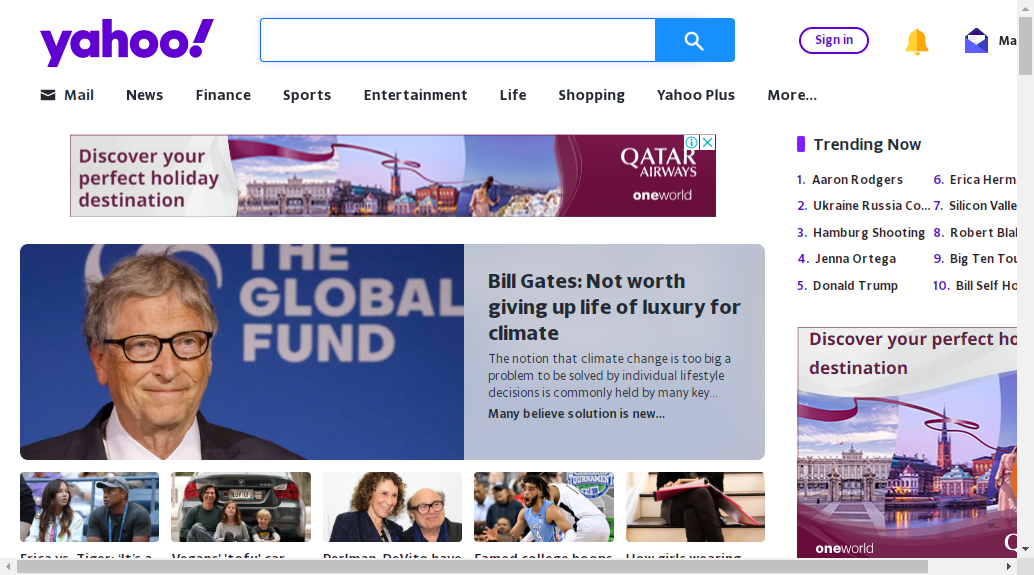 yahoo!
Sign in
Ma
Mail
News
Finance
Sports
Entertainment
Life
Shopping
Yahoo Plus
More...
Discover your
perfect holiday
destination
QATAR
AIRWAYS
oneworld
Trending Now
1. Aaron Rodgers
2. Ukraine Russia Co...
3. Hamburg Shooting
4. Jenna Ortega
5. Donald Trump
6. Erica Herm
7. Silicon Valle
8. Robert Bla
9. Big Ten Tou
10. Bill Self Ho
THE
GLOBAL
FUND
Bill Gates: Not worth
giving up life of luxury for
climate
The notion that climate change is too big a
problem to be solved by individual lifestyle
decisions is commonly held by many key...
Many believe solution is new...
Discover your perfect ho
destination
oneworld
Q
TOURNAMENT
Erica vs. Tiger: 'It's a
Vegans' 'tofu' car
Perlman, DeVito have
Famed college hoops
How girls wearing